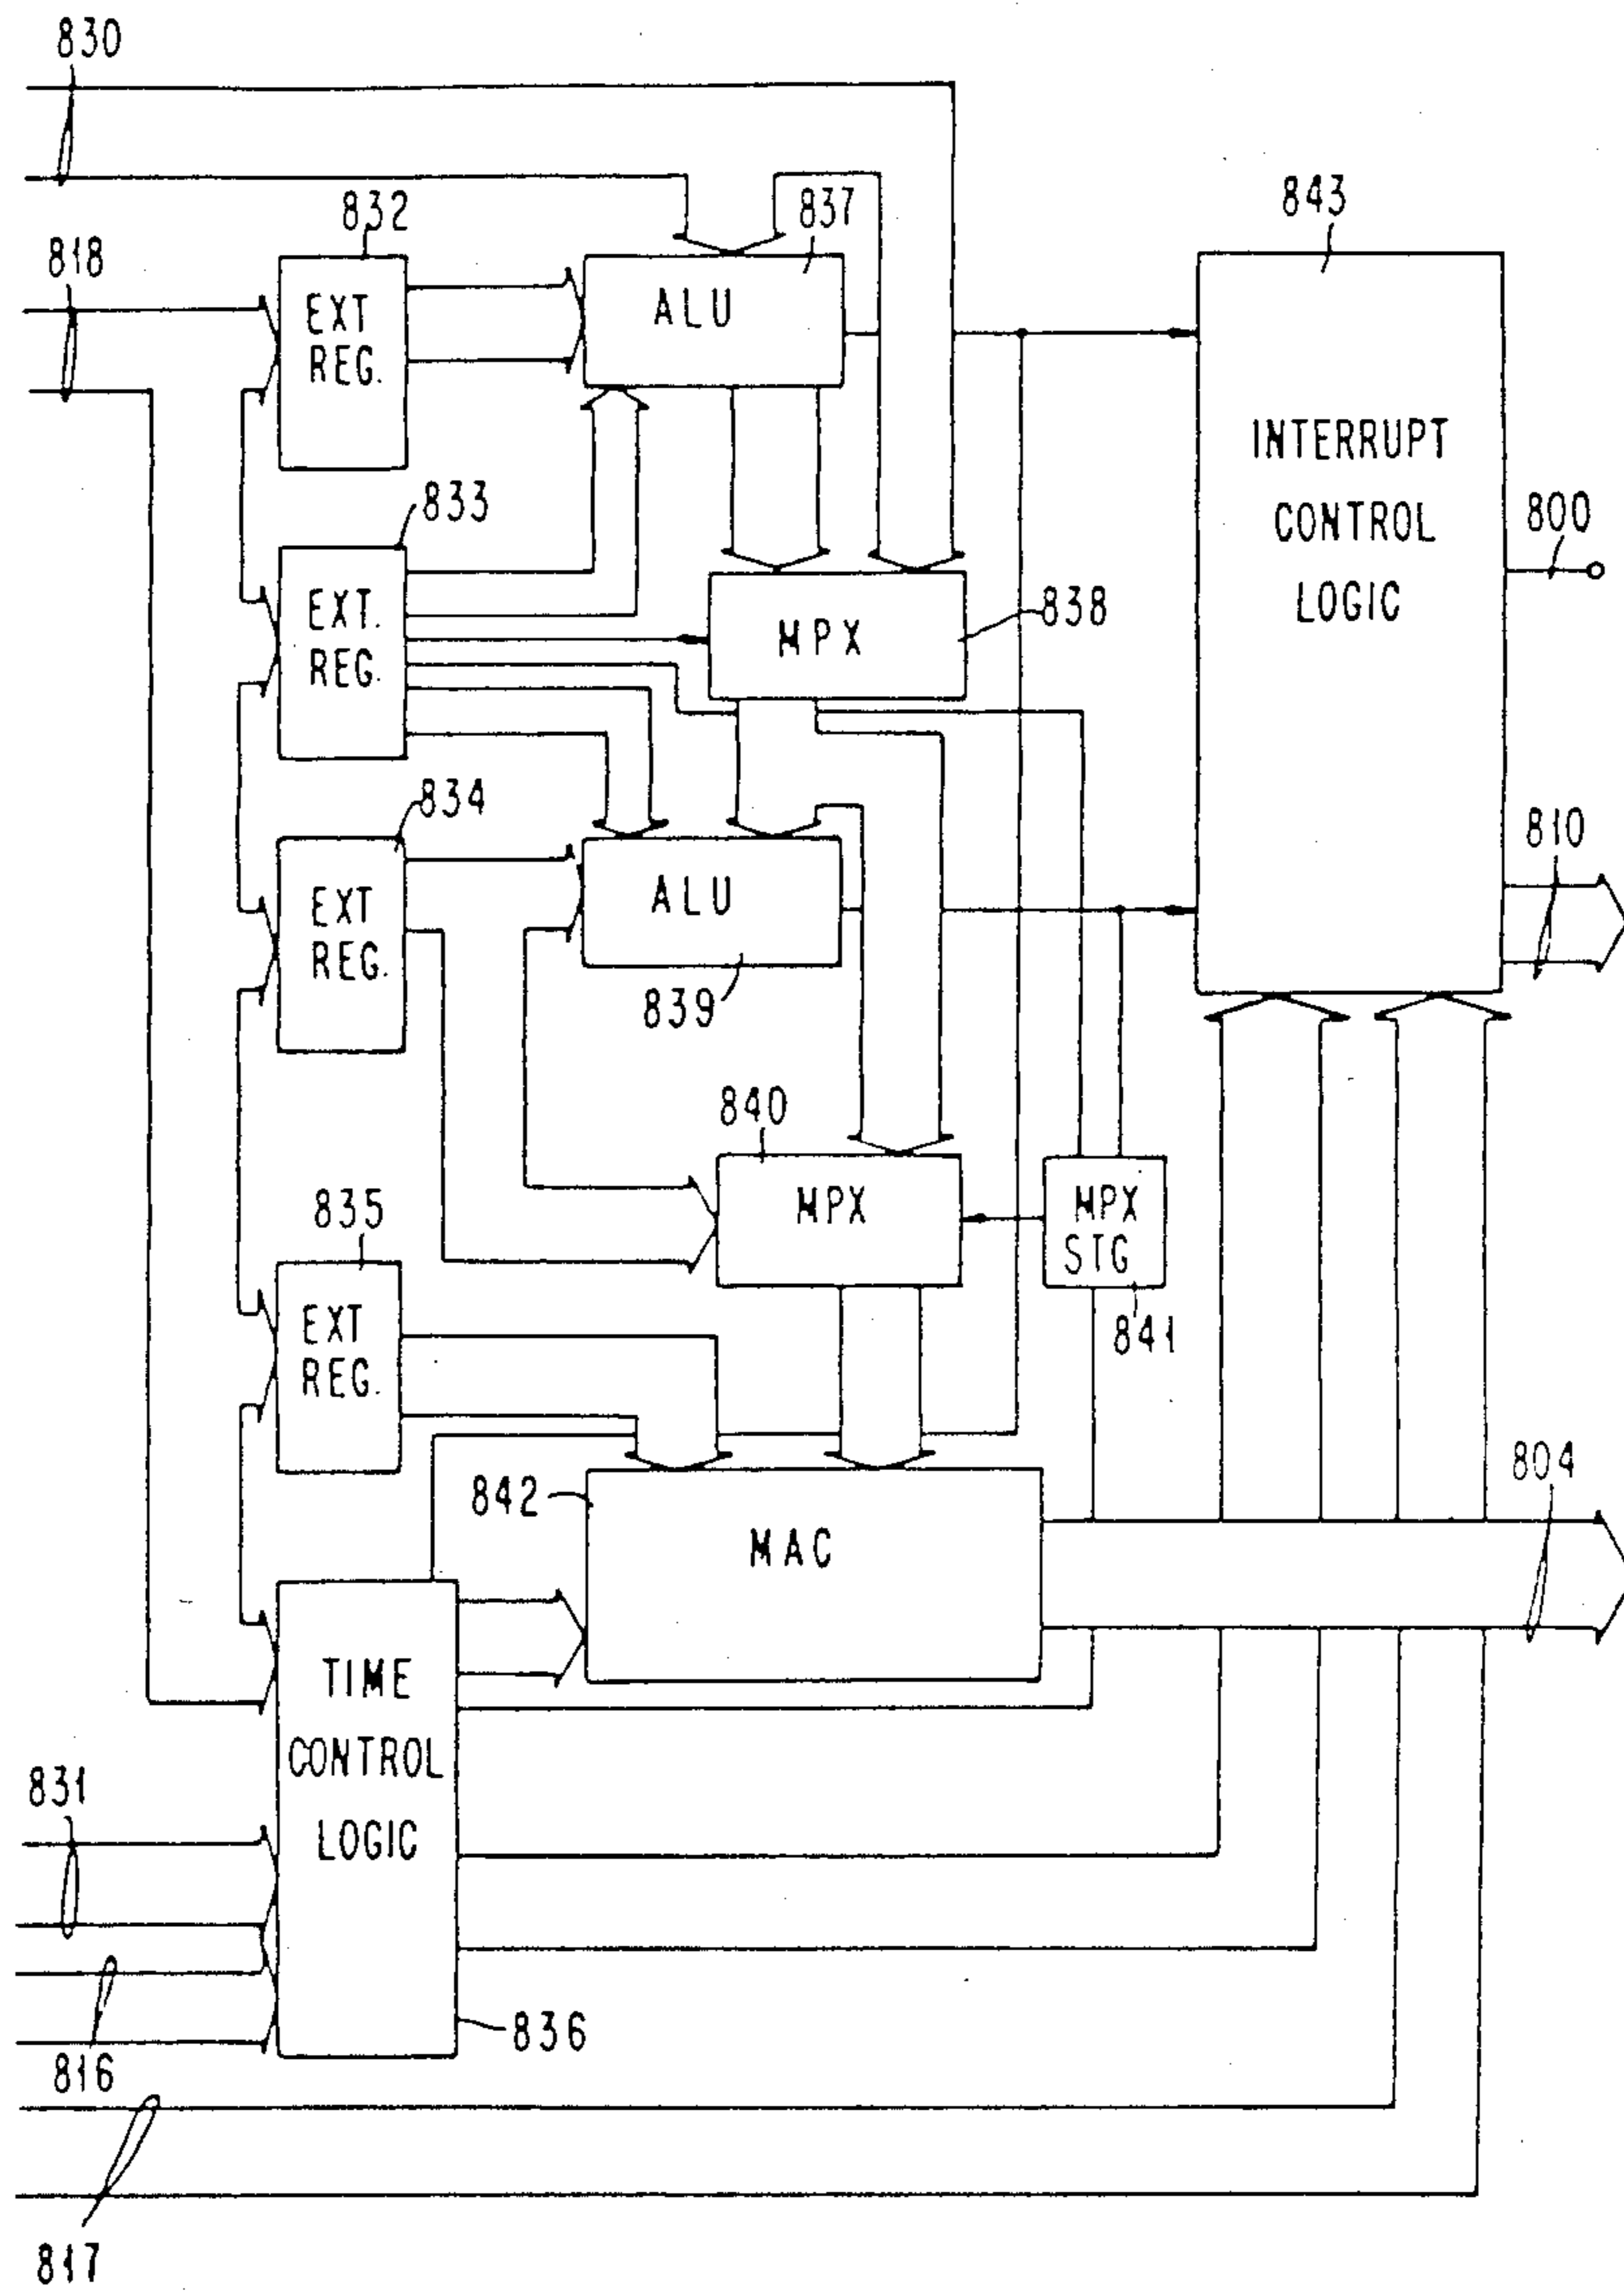 830
832
837
843
818
EXT
REG.
ALU
INTERRUPT
CONTROL
LOGIC
833
800
EXT.
REG.
MPX
838
834
810
EXT
REG.
ALU
839
840
835
MPX
MPX
STG
841
EXT
REG.
842
804
MAC
TIME
CONTROL
LOGIC
831
836
816
817